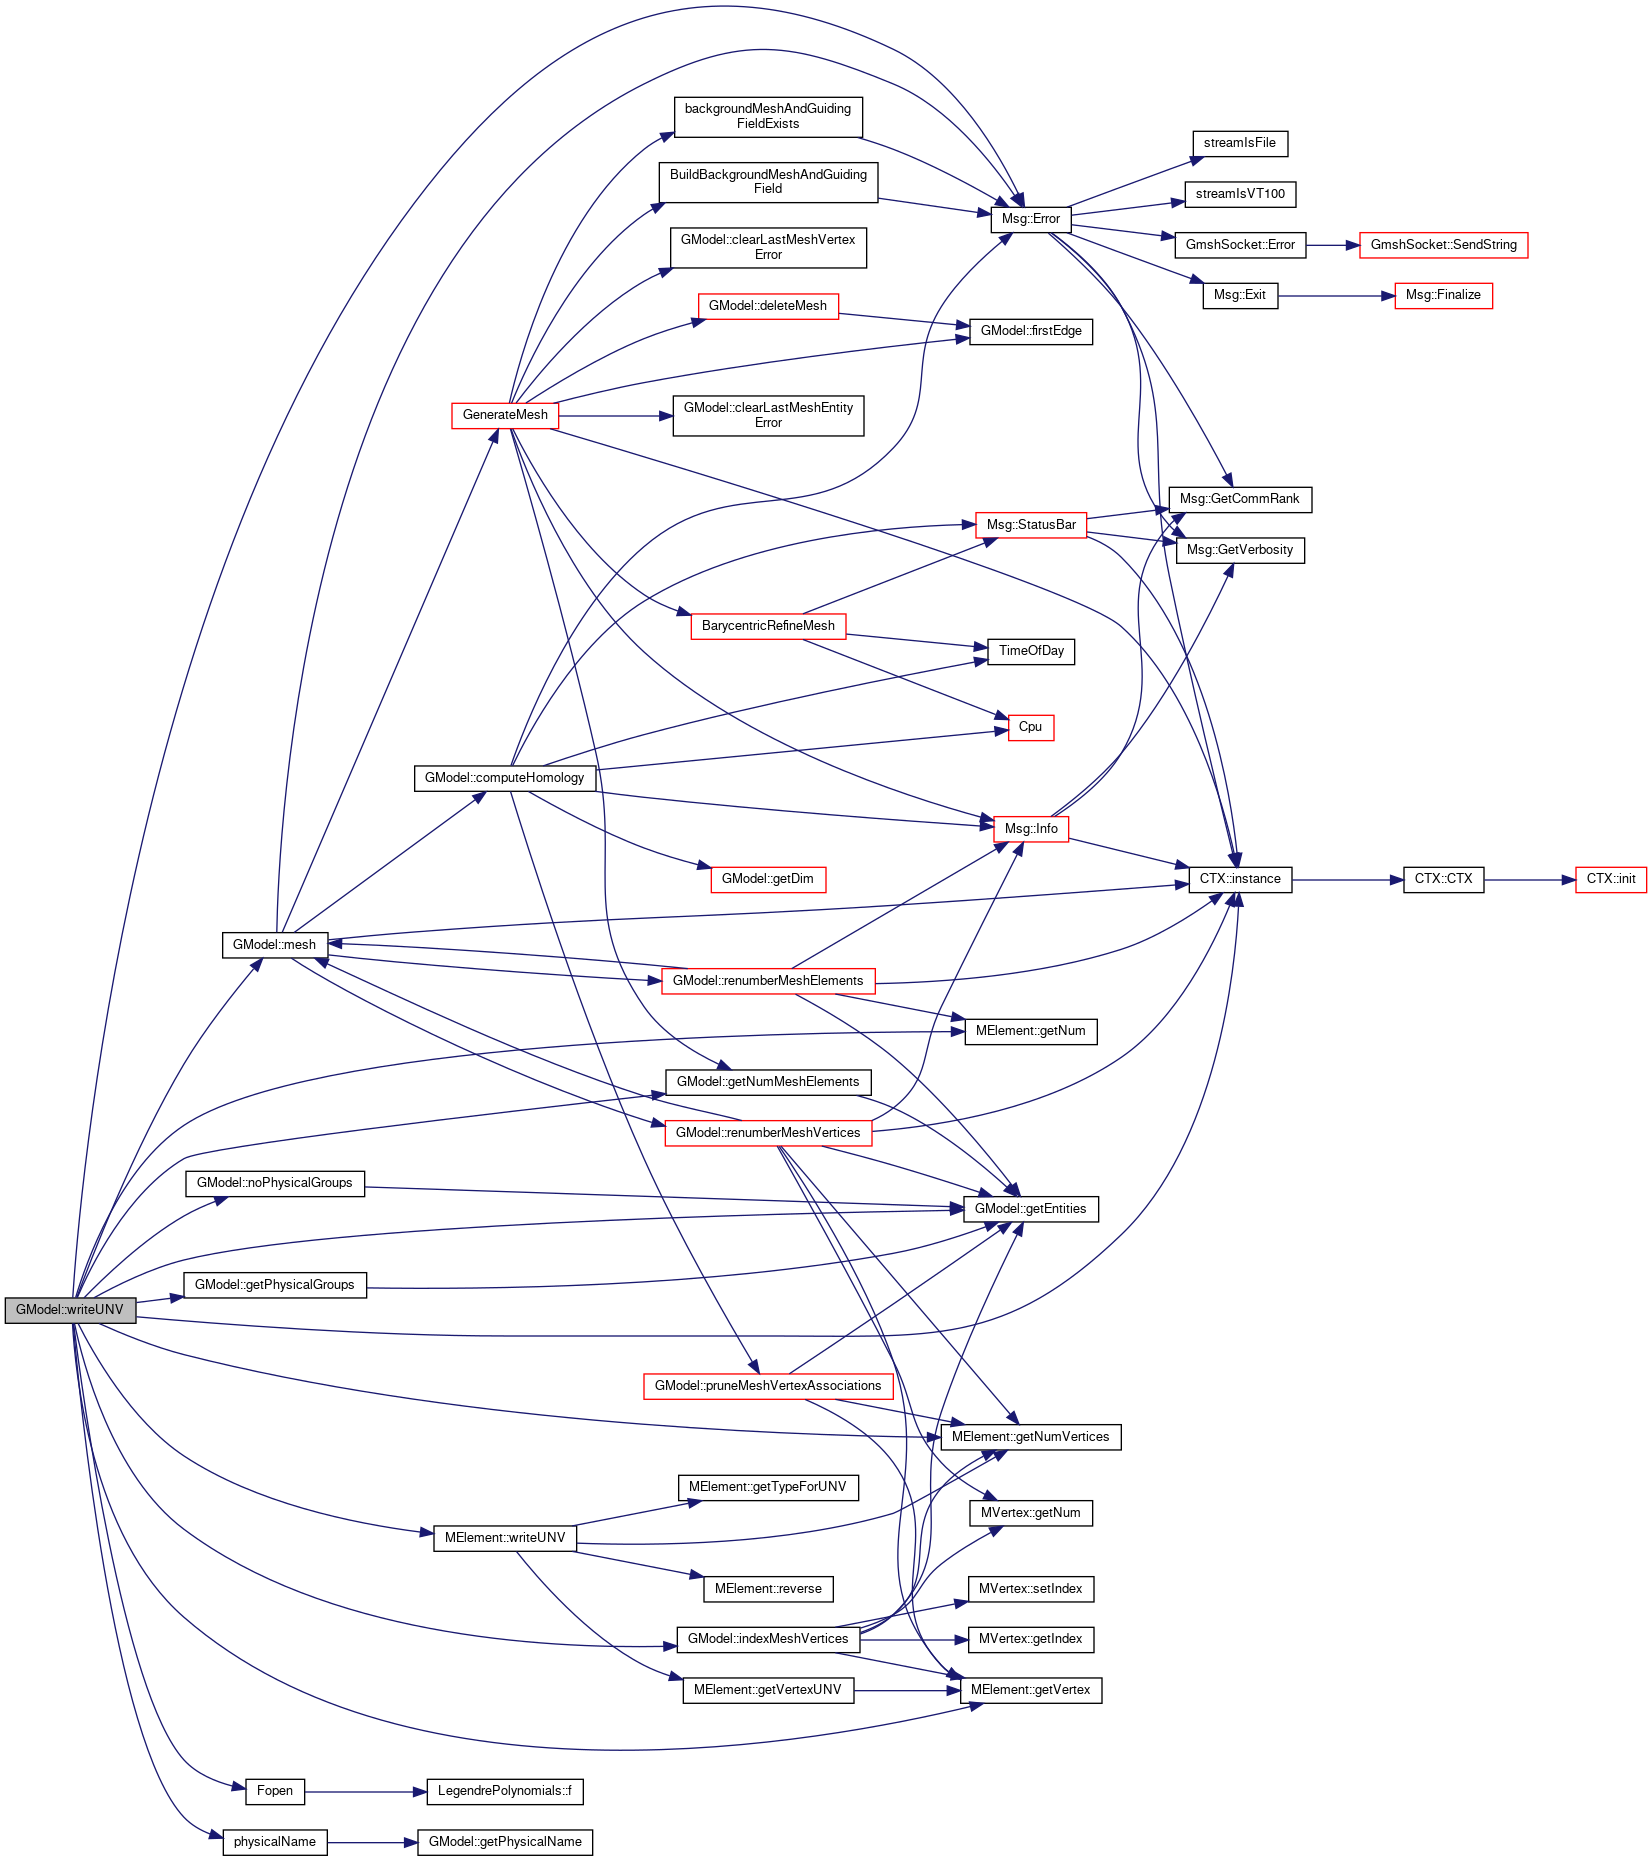 backgroundMeshAndGuiding
FieldExists
streamIsFile
BuildBackgroundMeshAndGuiding
Field
streamIsVT100
Msg::Error
GModel::clearLastMeshVertex
Error
GmshSocket::Error
GmshSocket::SendString
GModel::deleteMesh
Msg::Exit
Msg::Finalize
GModel::firstEdge
GenerateMesh
GModel::clearLastMeshEntity
Error
Msg::GetCommRank
Msg::StatusBar
Msg::GetVerbosity
BarycentricRefineMesh
TimeOfDay
Cpu
GModel::computeHomology
Msg::Info
GModel::getDim
CTX::instance
CTX::CTX
CTX::init
GModel::mesh
GModel::renumberMeshElements
MElement::getNum
GModel::getNumMeshElements
GModel::renumberMeshVertices
GModel::noPhysicalGroups
GModel::getEntities
GModel::getPhysicalGroups
GModel::writeUNV
GModel::pruneMeshVertexAssociations
MElement::getNumVertices
MElement::getTypeForUNV
MVertex::getNum
MElement::writeUNV
MElement::reverse
MVertex::setIndex
GModel::indexMeshVertices
MVertex::getIndex
MElement::getVertexUNV
MElement::getVertex
Fopen
LegendrePolynomials::f
physicalName
GModel::getPhysicalName